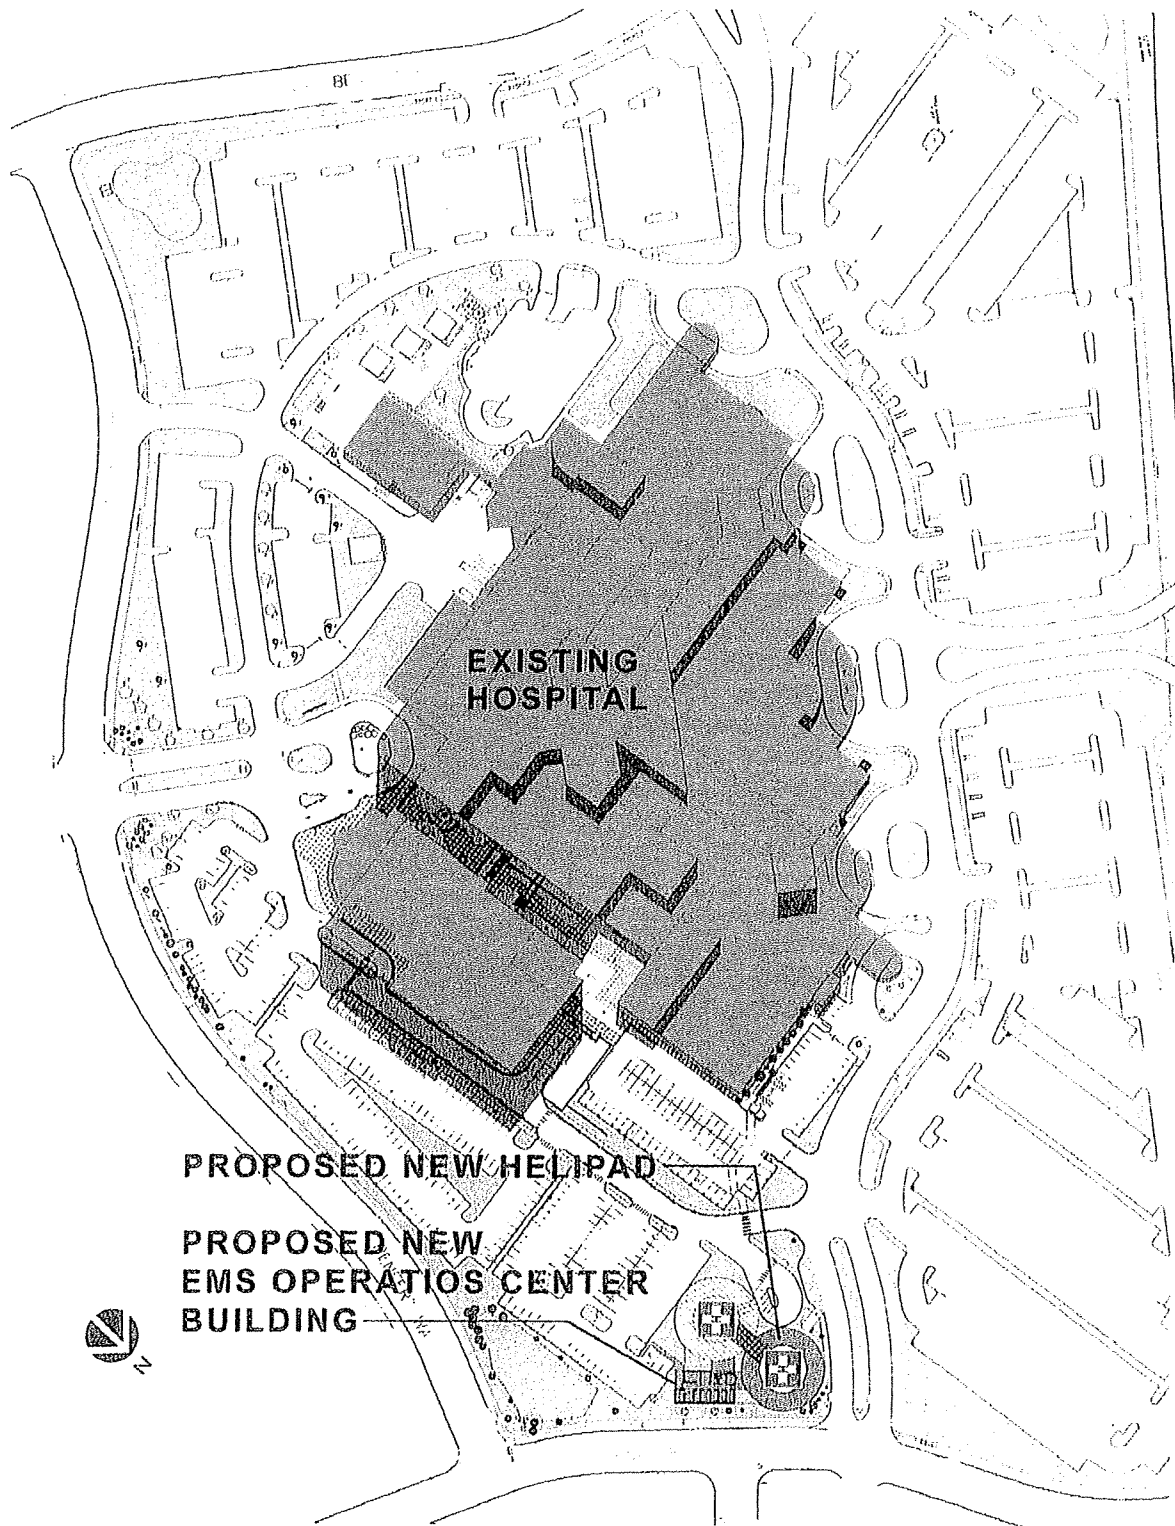 EXISTING
HOSPITAL
PROPOSED NEW HELIPAD
PROPOSED NEW
EMS OPERATIOS CENTER
BUILDING
N